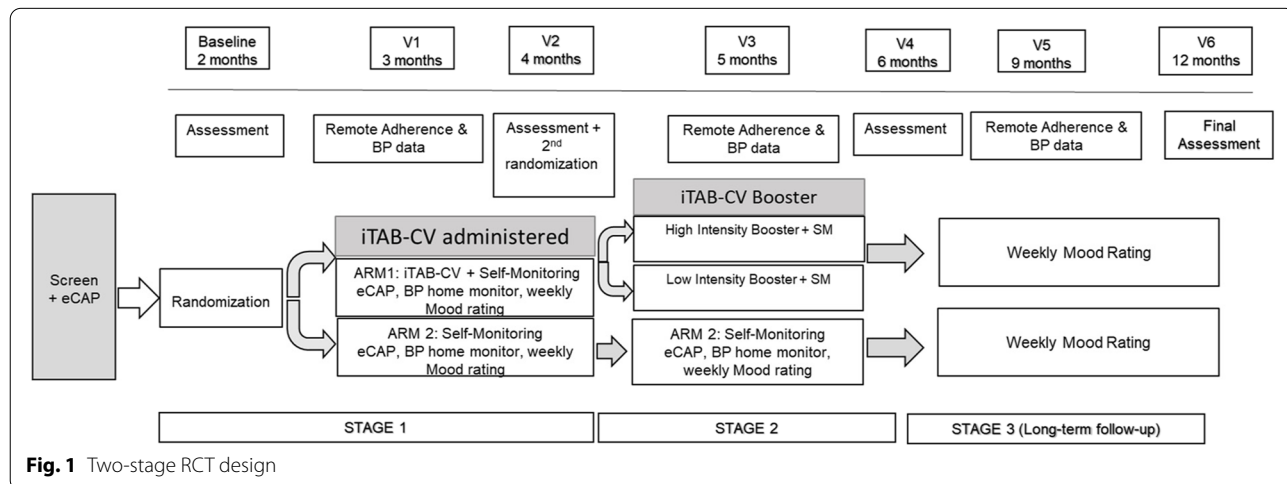 Baseline
2 months
V1
3 months
V2
4 months
V3
5 months
V4
6 months
V5
9 months
V6
12 months
Assessment
Remote Adherence &
BP data
Assessment +
2nd
randomization
Remote Adherence &
BP data
Assessment
Remote Adherence &
BP data
Final
Assessment
Screen
+ eCAP
Randomization
iTAB-CV administered
ARM1: iTAB-CV + Self-Monitoring
eCAP, BP home monitor, weekly
Mood rating
ARM 2: Self-Monitoring
eCAP, BP home monitor, weekly
Mood rating
iTAB-CV Booster
High Intensity Booster + SM
Low Intensity Booster + SM
ARM 2: Self-Monitoring
eCAP, BP home monitor,
weekly Mood rating
Weekly Mood Rating
Weekly Mood Rating
STAGE 1
STAGE 2
STAGE 3 (Long-term follow-up)
Fig. 1 Two-stage RCT design